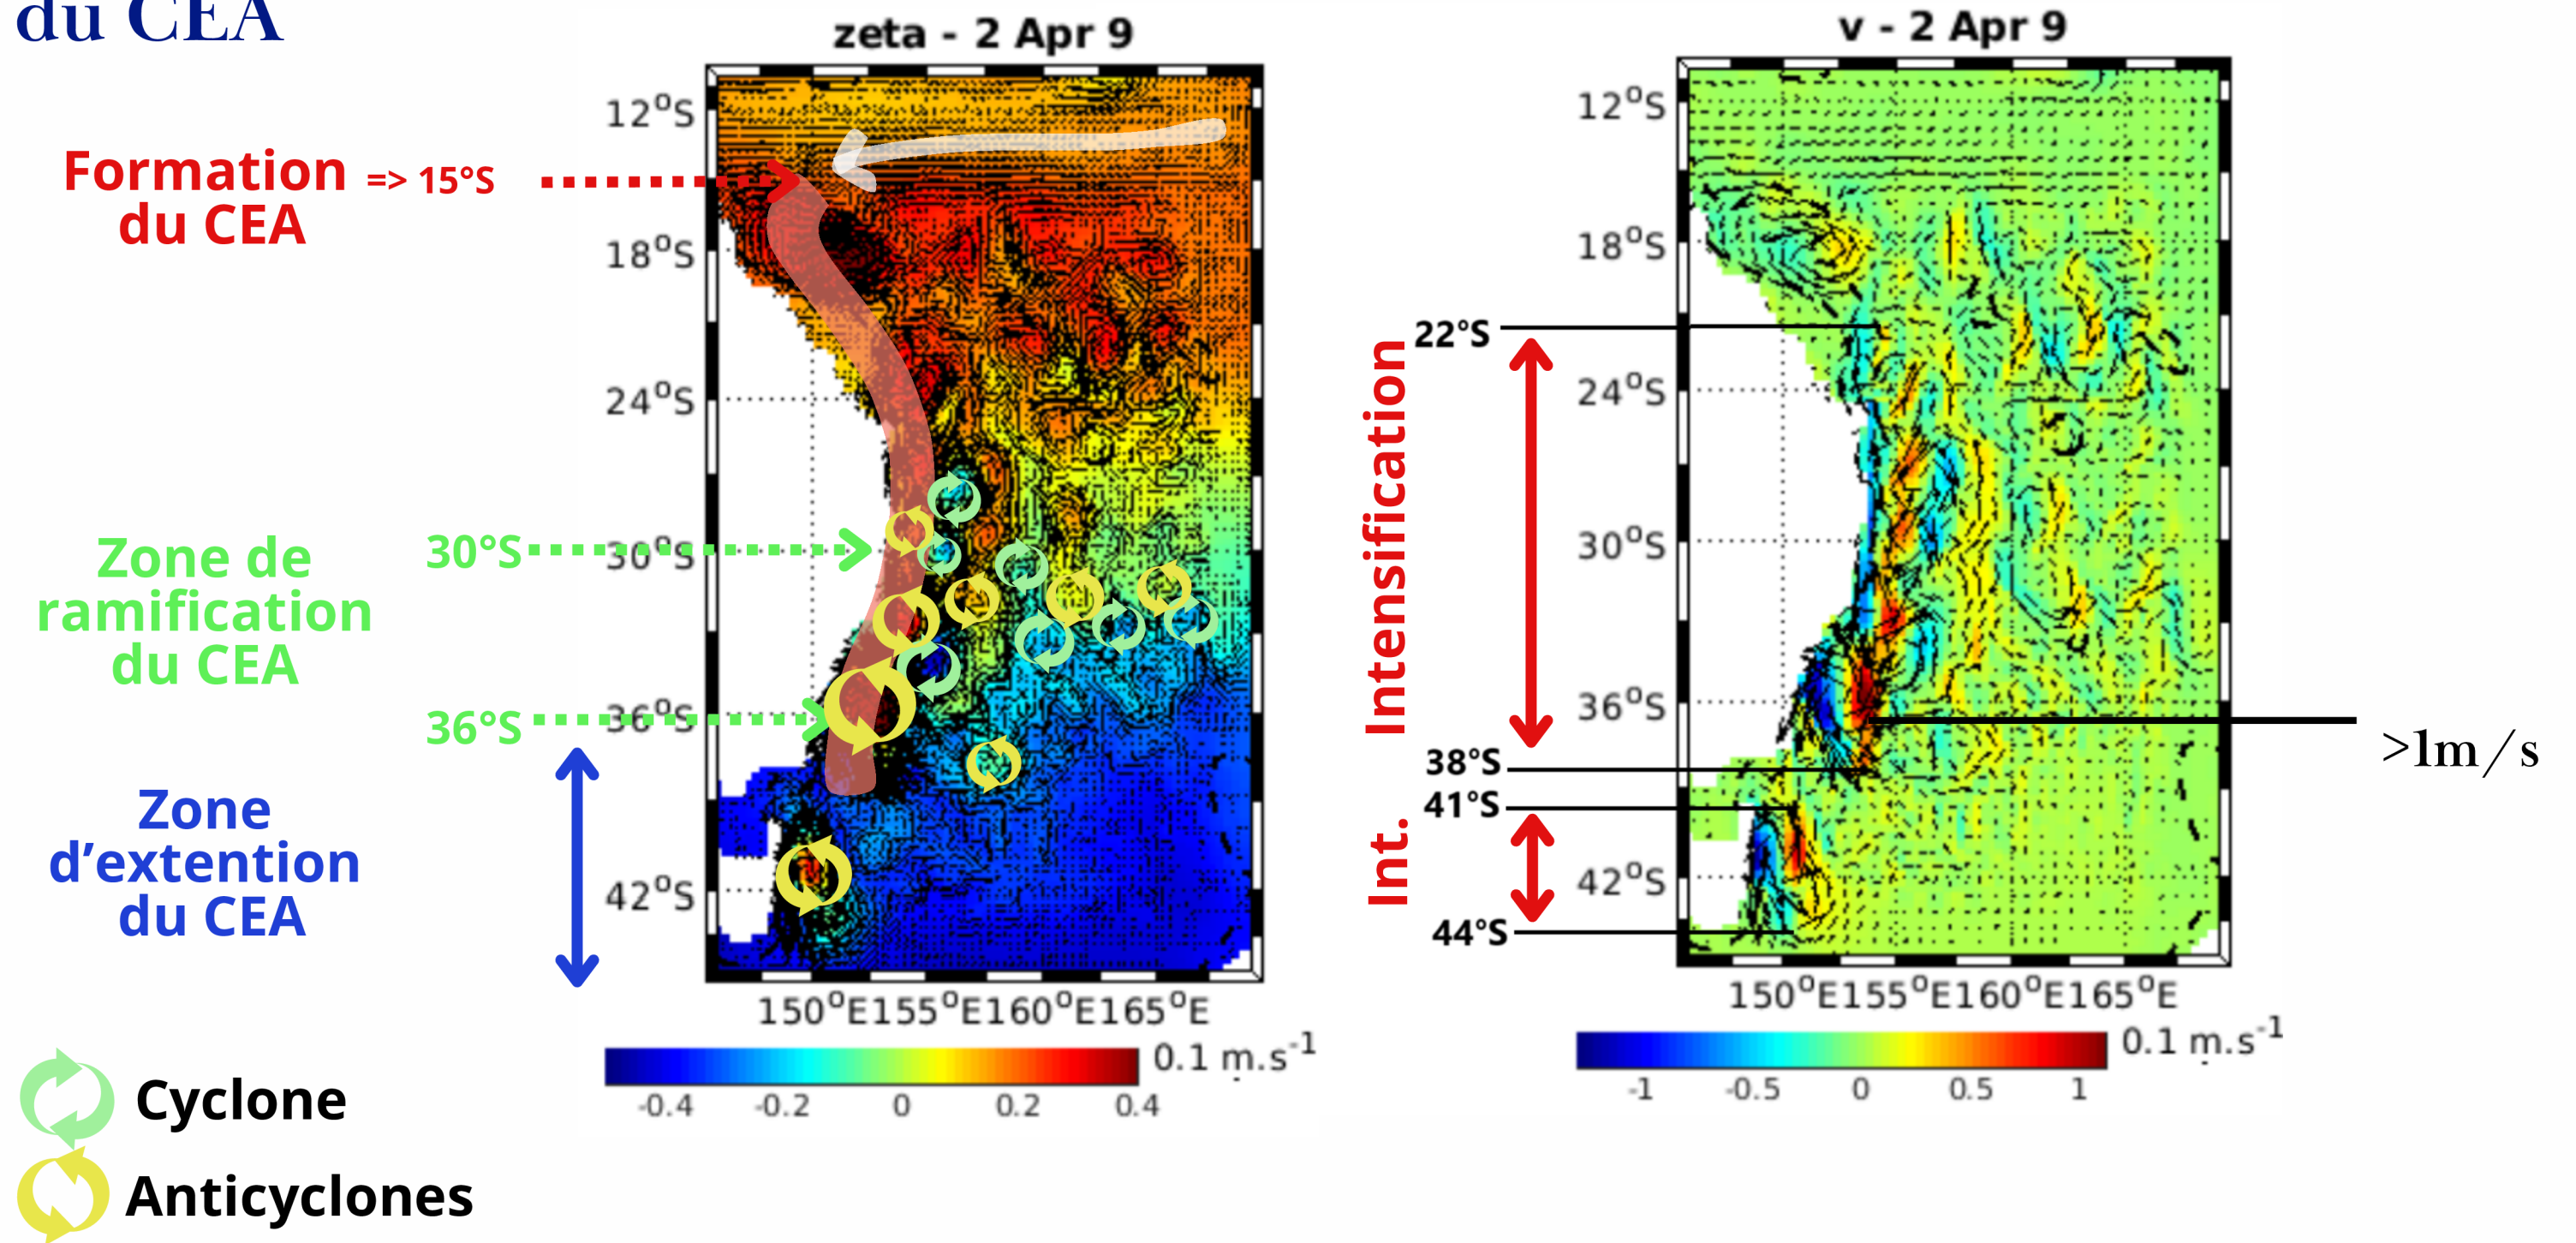 du CEA
zeta - 2 Apr 9
v - 2 Apr 9
Formation => 15°S
du CEA
Zone de
ramification
du CEA
30°S
36°S
Zone
d'extention
du CEA
Cyclone
Anticyclones
12°S
18°S
24°S
30°S
36°S
42°S
150°E155°E160°E165°E
0.1 m.s-1
-0.4 -0.2 0 0.2 0.4
Intensification
Int.
22°S
38°S
41°S
44°S
12°S
18°S
24°S
30°S
36°S
42°S
>1m/s
150°E155°E160°E165°E
0.1 m.s-1
-1 -0.5 0 0.5 1